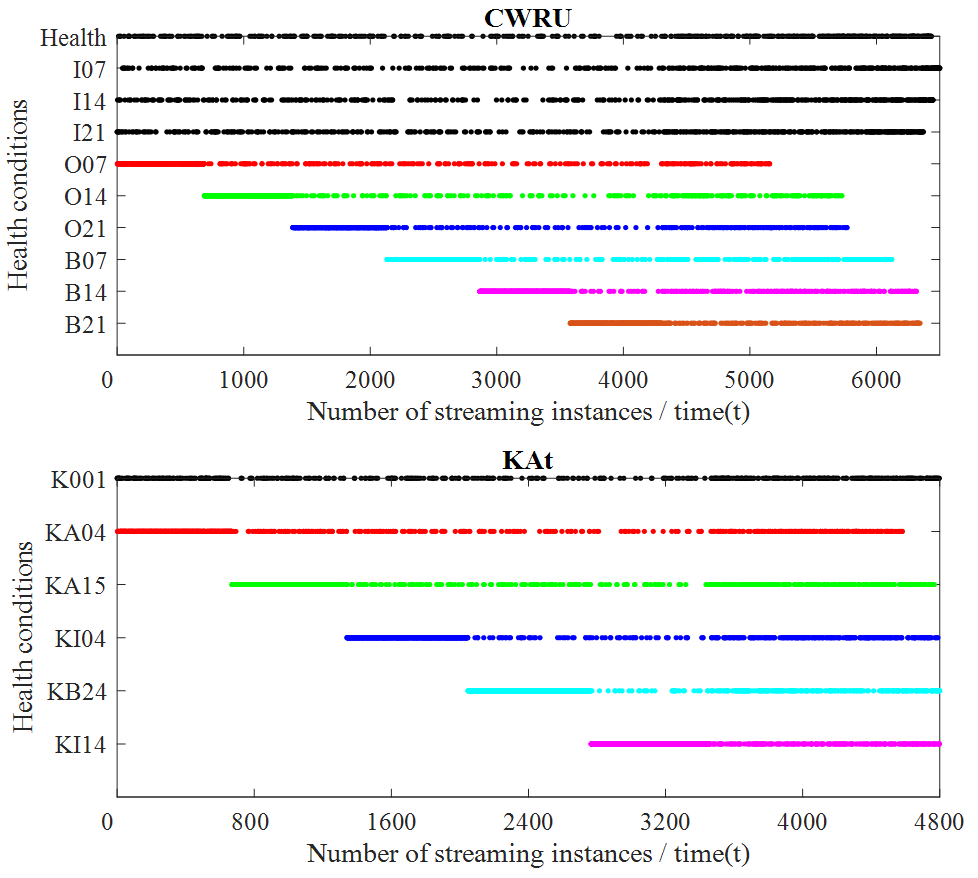 CWRU
Health conditions
Health
I07
I14
I21
O07
O14
O21
B07
B14
B21
0 1000 2000 3000 4000 5000 6000
Number of streaming instances / time(t)
KAt
Health conditions
K001
KA04
KA15
KI04
KB24
KI14
0 800 1600 2400 3200 4000 4800
Number of streaming instances / time(t)